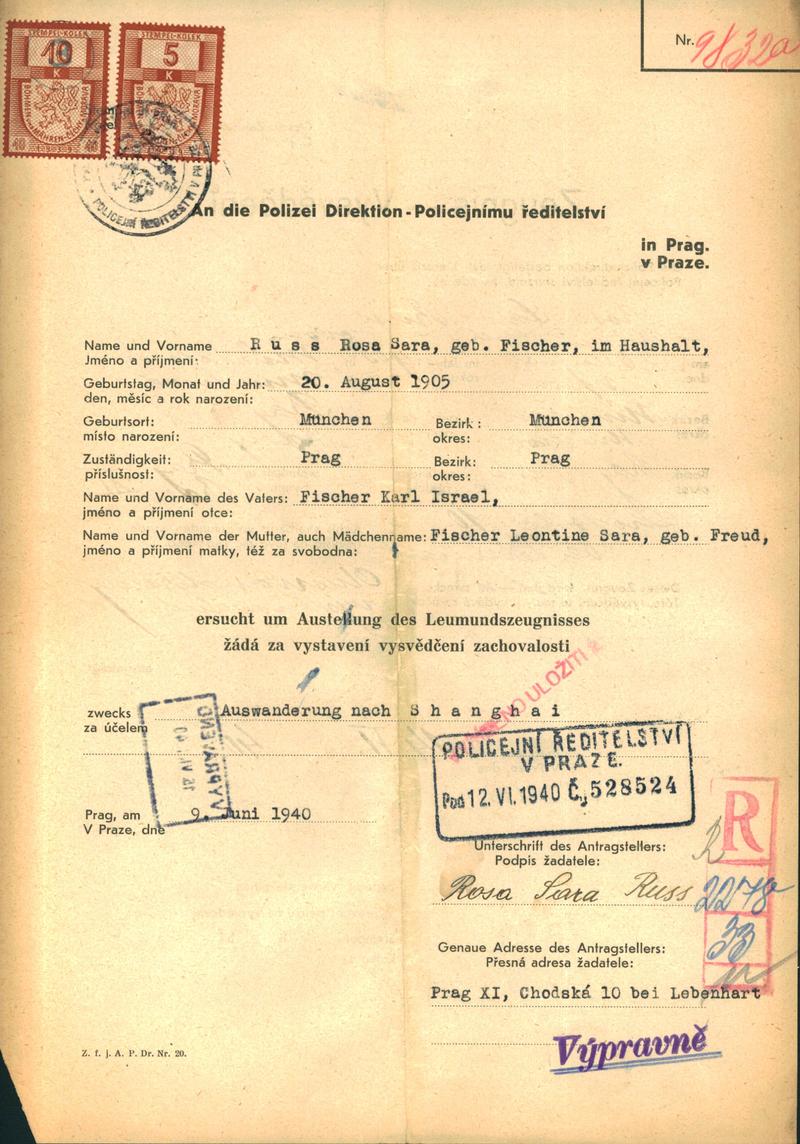 STEMPEL-KOLEK STEMPEL-KOLEK
10 5
K K
POLICEJNÍ ŘEDITELSTVÍ V PRAZE
Nr. 9832a
An die Polizei Direktion - Policejnímu ředitelství
in Prag.
v Praze.
Name und Vorname R u s s Rosa Sara, geb. Fischer, im Haushalt,
Jméno a příjmení:
Geburtstag, Monat und Jahr: 20. August 1905
den, měsíc a rok narození:
Geburtsort: München Bezirk: München
místo narození: okres:
Zuständigkeit: Prag Bezirk: Prag
příslušnost: okres:
Name und Vorname des Vaters: Fischer Karl Israel,
jméno a příjmení otce:
Name und Vorname der Mutter, auch Mädchenname: Fischer Leontine Sara, geb. Freud,
jméno a příjmení matky, též za svobodna:
ersucht um Austellung des Leumundszeugnisses
žádá za vystavení vysvědčení zachovalosti
zwecks Auswanderung nach S h a n g h a i
za účelem
ULOŽITI
VYPRAVENO
POLICEJNÍ ŘEDITELSTVÍ
V PRAZE.
Pod 12. VI. 1940 Č. 528524
Prag, am 9. Juni 1940
V Praze, dne
R
Unterschrift des Antragstellers:
Podpis žadatele:
Rosa Sara Russ
2278
33
Genaue Adresse des Antragstellers:
Přesná adresa žadatele:
Prag XI, Chodská 10 bei Lebenhart
Výpravně
Z. f. j. A. P. Dr. Nr. 20.